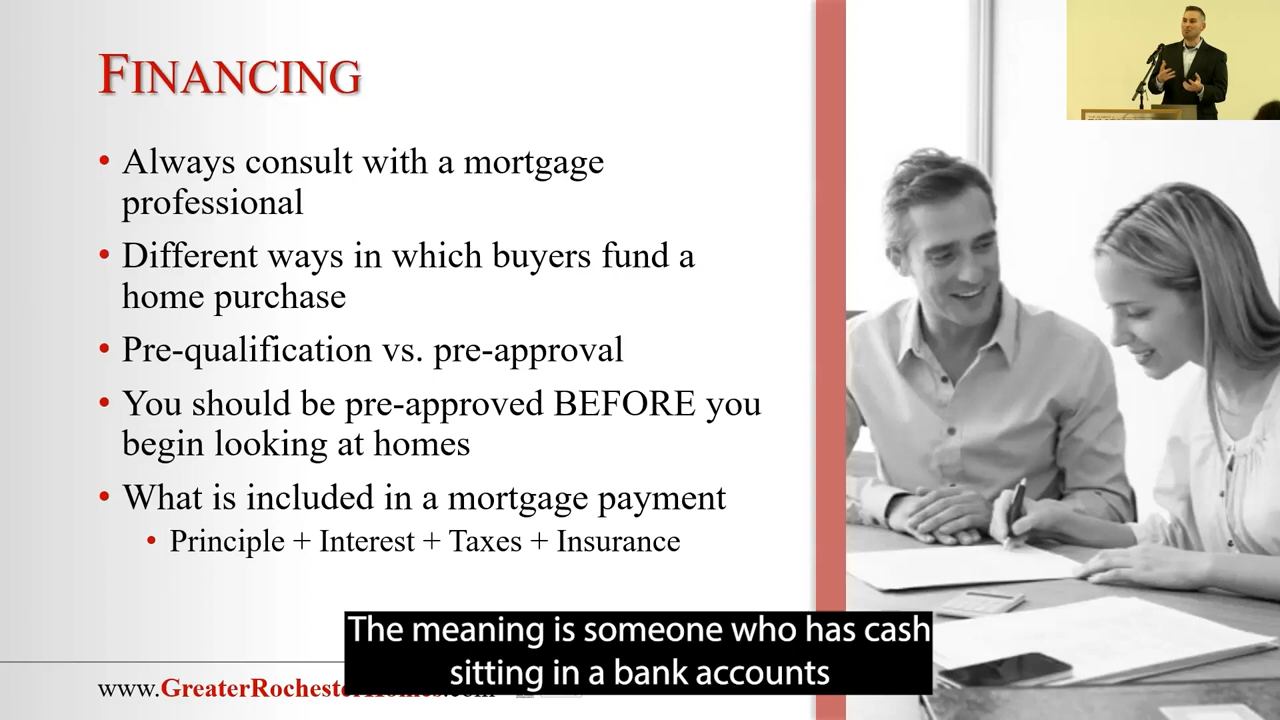 FINANCING
• Always consult with a mortgage
professional
• Different ways in which buyers fund a
home purchase
• Pre-qualification vs. pre-approval
• You should be pre-approved BEFORE you
begin looking at homes
• What is included in a mortgage payment
• Principle + Interest + Taxes + Insurance
The meaning is someone who has cash
sitting in a bank accounts
www.GreaterRochesterHomes.com